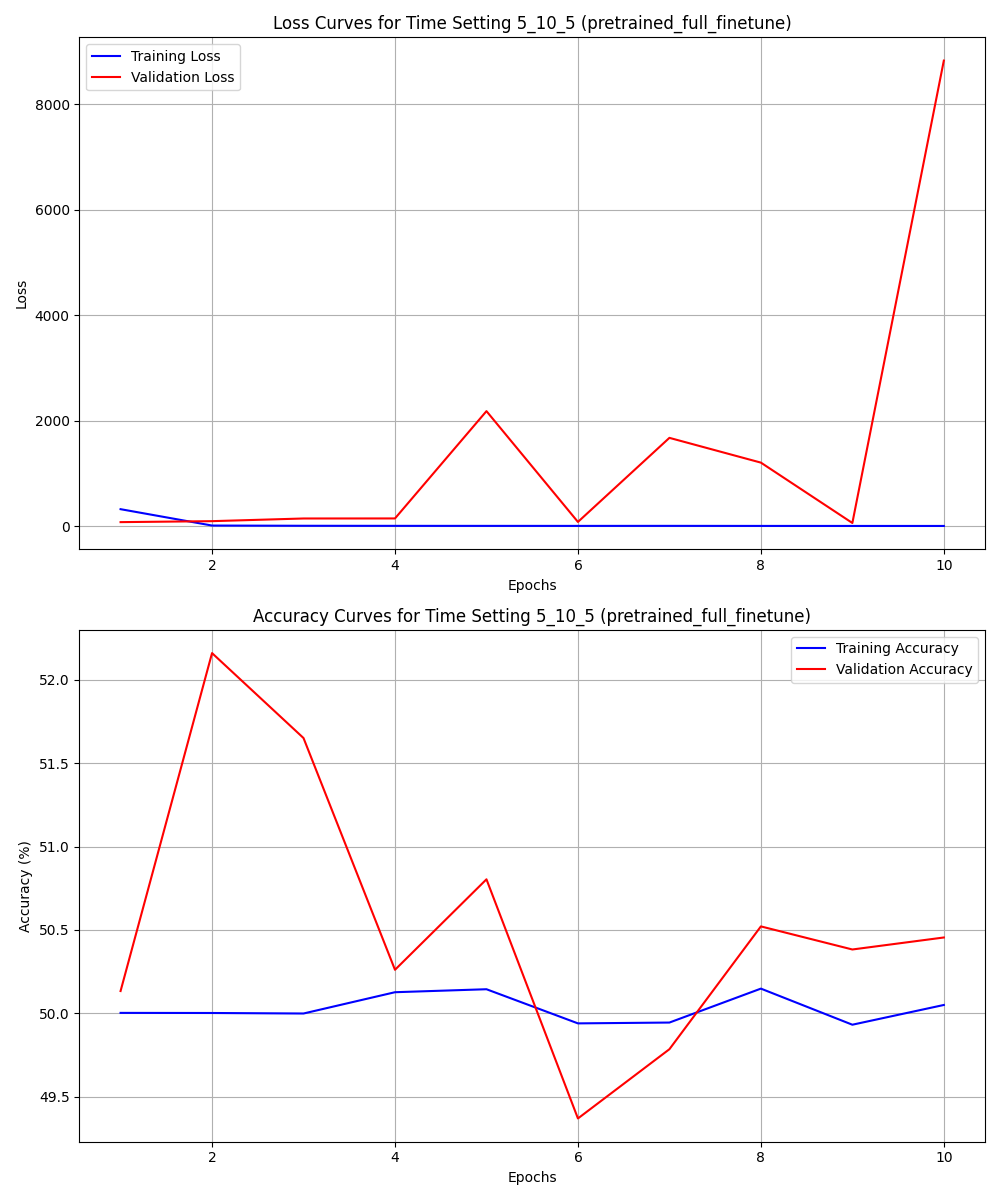 Loss Curves for Time Setting 5_10_5 (pretrained_full_finetune)
Training Loss
Validation Loss
8000
6000
4000
2000
0
Loss
2 4 6 8 10
Epochs
Accuracy Curves for Time Setting 5_10_5 (pretrained_full_finetune)
Training Accuracy
Validation Accuracy
52.0
51.5
51.0
50.5
50.0
49.5
Accuracy (%)
2 4 6 8 10
Epochs